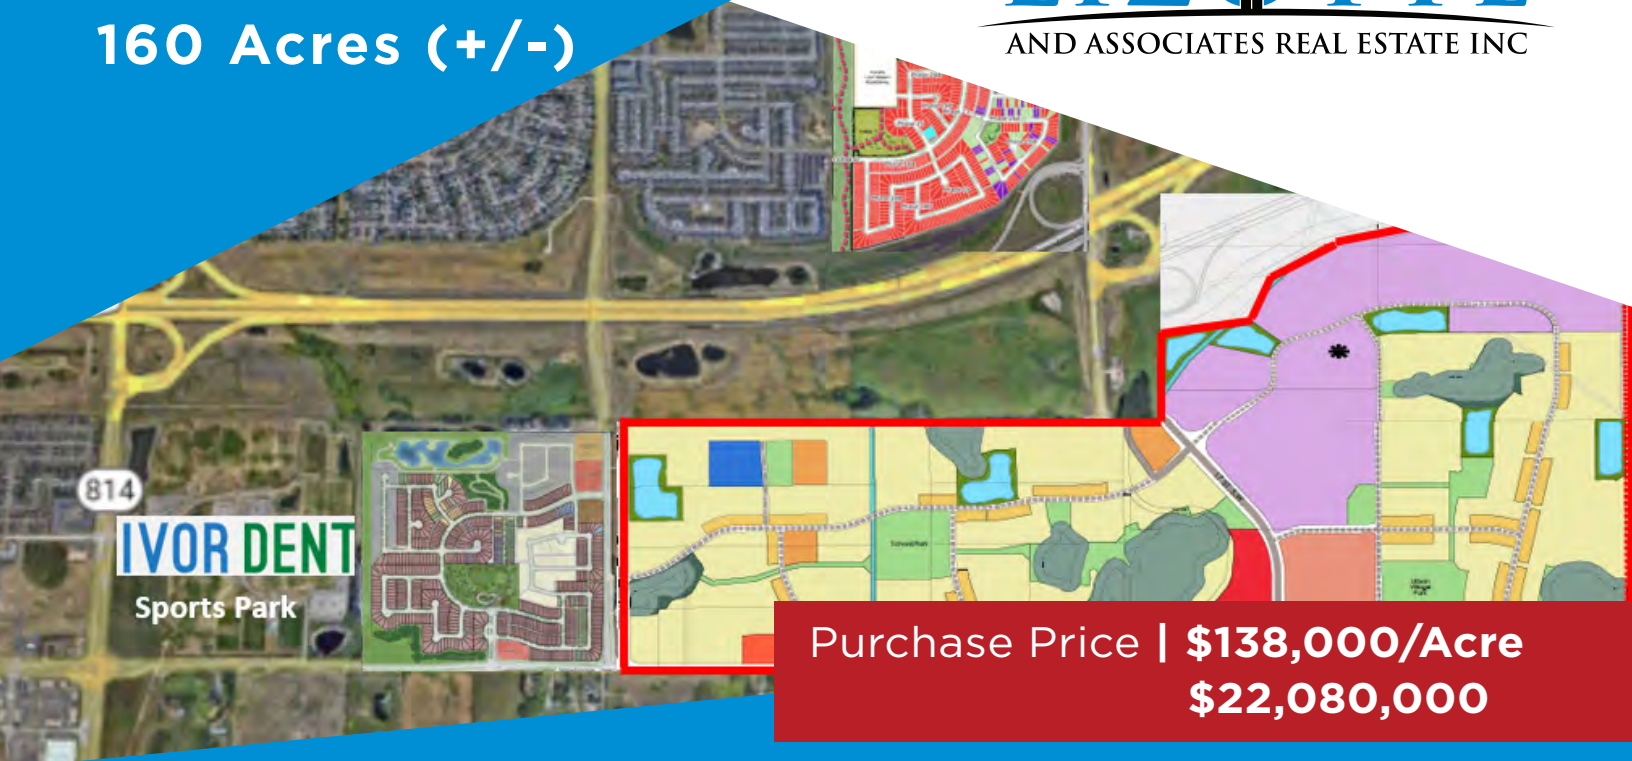 160 Acres (+/-)
AND ASSOCIATES REAL ESTATE INC
814
IVOR DENT
Sports Park
Purchase Price | $138,000/Acre
$22,080,000